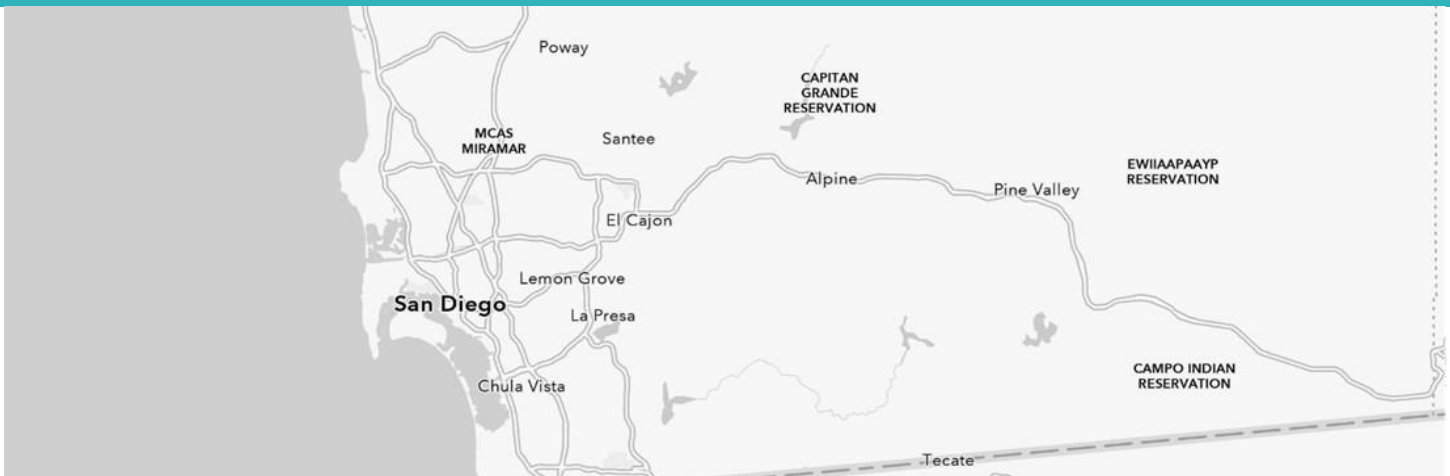 Poway
CAPITAN
GRANDE
RESERVATION
MCAS
MIRAMAR
Santee
EWIIAAPAAYP
RESERVATION
Alpine
Pine Valley
El Cajon
Lemon Grove
San Diego
La Presa
CAMPO INDIAN
RESERVATION
Chula Vista
Tecate